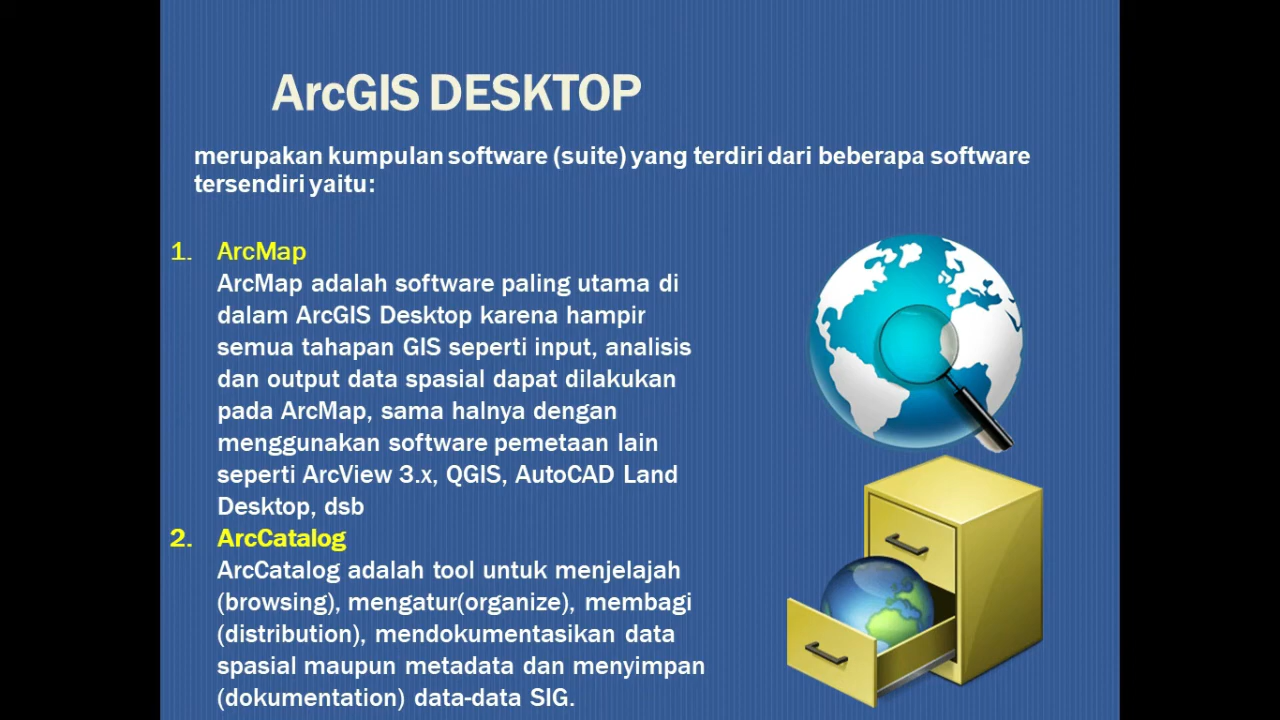 ArcGIS DESKTOP
merupakan kumpulan software (suite) yang terdiri dari beberapa software
tersendiri yaitu:
1. ArcMap
ArcMap adalah software paling utama di
dalam ArcGIS Desktop karena hampir
semua tahapan GIS seperti input, analisis
dan output data spasial dapat dilakukan
pada ArcMap, sama halnya dengan
menggunakan software pemetaan lain
seperti ArcView 3.x, QGIS, AutoCAD Land
Desktop, dsb
2. ArcCatalog
ArcCatalog adalah tool untuk menjelajah
(browsing), mengatur(organize), membagi
(distribution), mendokumentasikan data
spasial maupun metadata dan menyimpan
(dokumentation) data-data SIG.